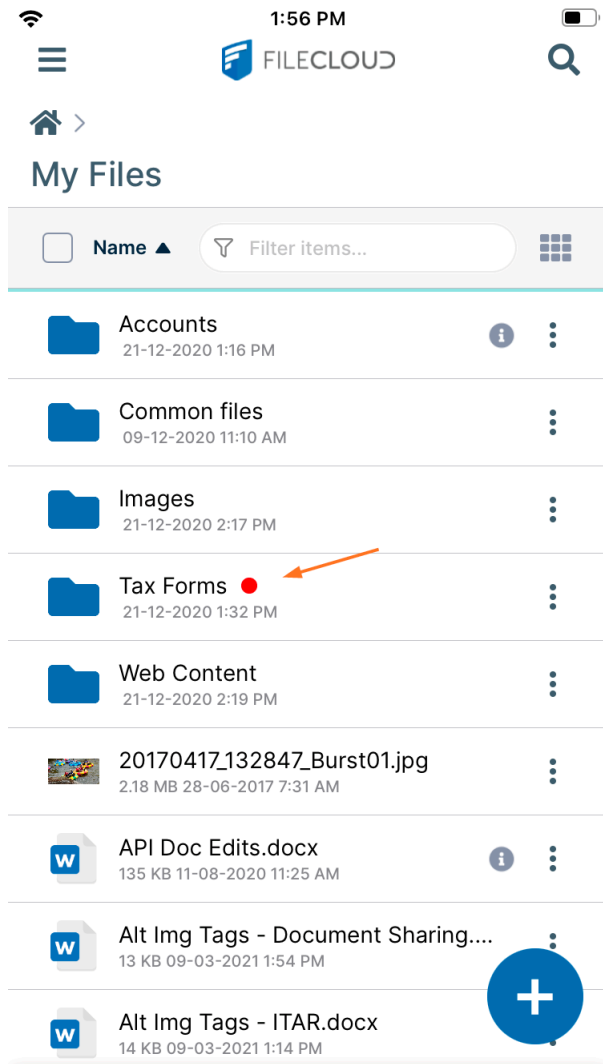 1:56 PM
FILECLOUD
My Files
Name
Filter items...
Accounts
21-12-2020 1:16 PM
Common files
09-12-2020 11:10 AM
Images
21-12-2020 2:17 PM
Tax Forms
21-12-2020 1:32 PM
Web Content
21-12-2020 2:19 PM
20170417_132847_Burst01.jpg
2.18 MB 28-06-2017 7:31 AM
W
API Doc Edits.docx
135 KB 11-08-2020 11:25 AM
W
Alt Img Tags - Document Sharing....
13 KB 09-03-2021 1:54 PM
W
Alt Img Tags - ITAR.docx
14 KB 09-03-2021 1:14 PM